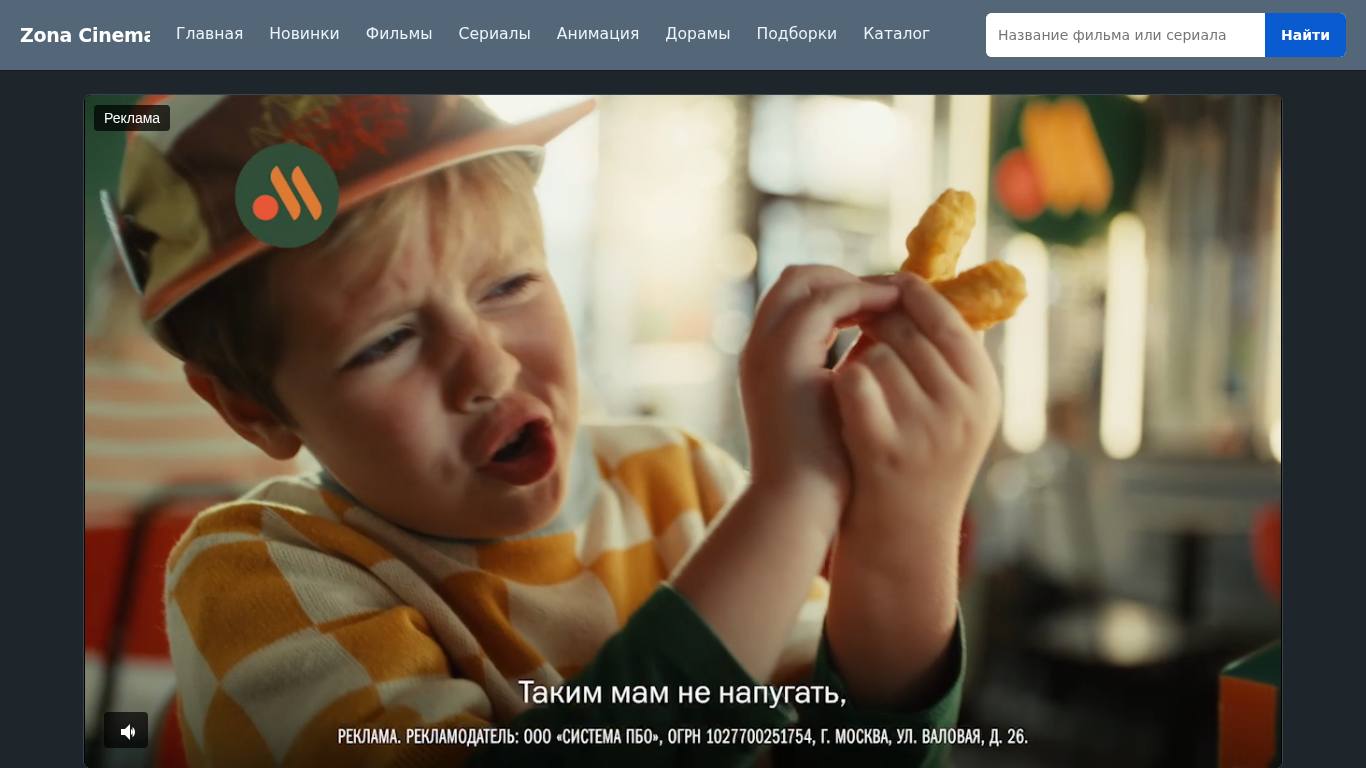 Zona Cinema
Главная
Новинки
Фильмы
Сериалы
Анимация
Дорамы
Подборки
Каталог
Название фильма или сериала
Найти
Реклама
Таким мам не напугать,
РЕКЛАМА. РЕКЛАМОДАТЕЛЬ: ООО «СИСТЕМА ПБО», ОГРН 1027700251754, Г. МОСКВА, УЛ. ВАЛОВАЯ, Д. 26.